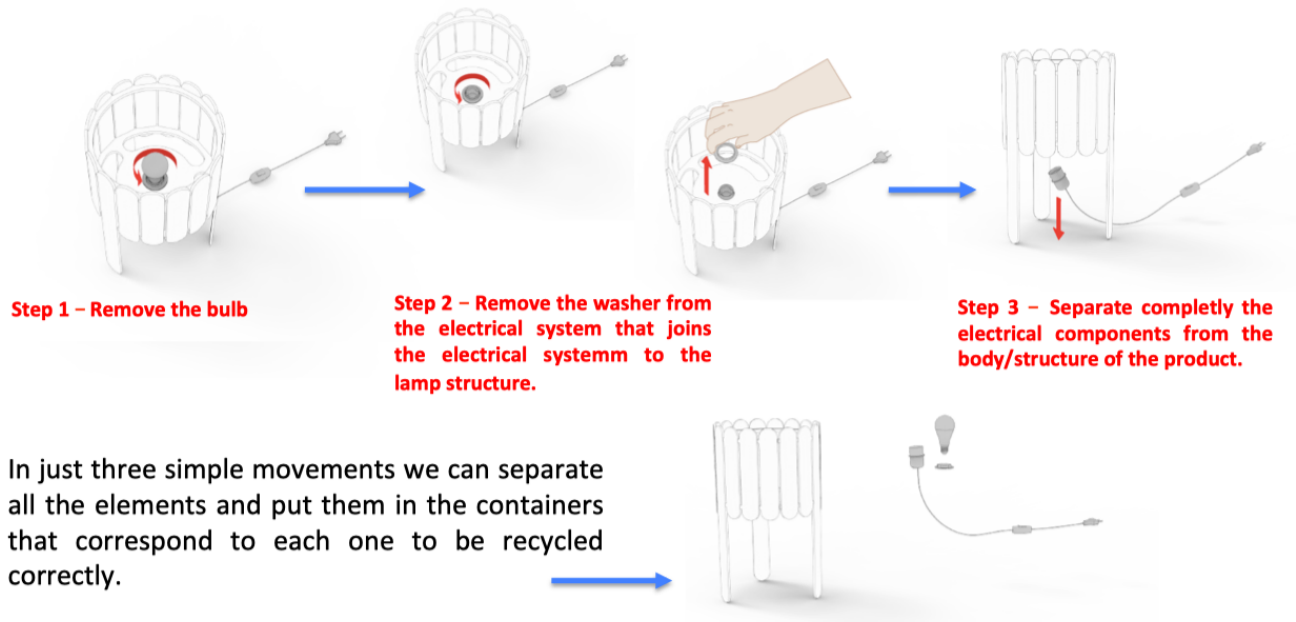 Step 1 – Remove the bulb
Step 2 – Remove the washer from
the electrical system that joins
the electrical systemm to the
lamp structure.
Step 3 – Separate completly the
electrical components from the
body/structure of the product.
In just three simple movements we can separate
all the elements and put them in the containers
that correspond to each one to be recycled
correctly.